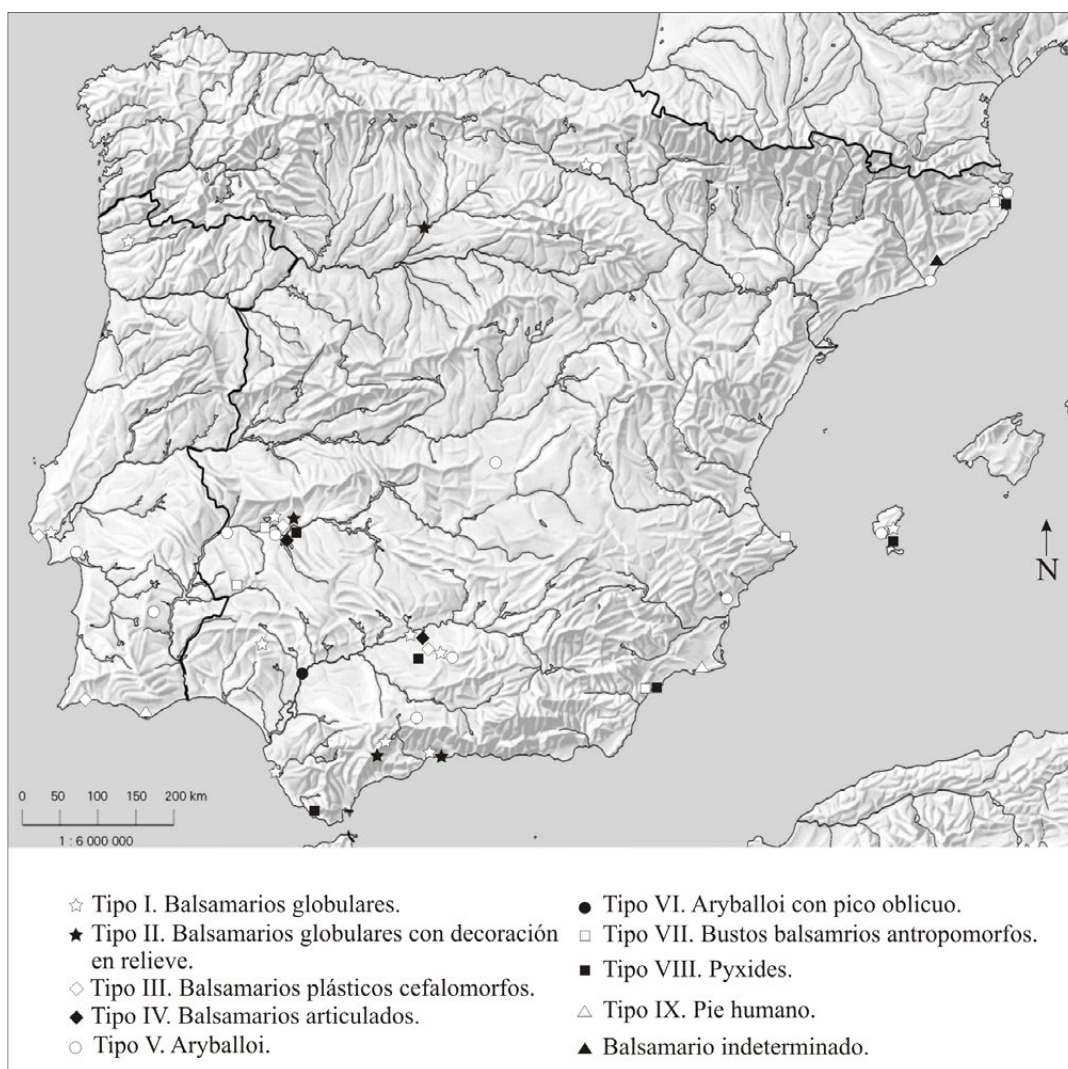 N
0 50 100 150 200 km
1 : 6 000 000
Tipo I. Balsamarios globulares.
Tipo II. Balsamarios globulares con decoración
en relieve.
Tipo III. Balsamarios plásticos cefalomorfos.
Tipo IV. Balsamarios articulados.
Tipo V. Aryballoi.
Tipo VI. Aryballoi con pico oblicuo.
Tipo VII. Bustos balsamrios antropomorfos.
Tipo VIII. Pyxides.
Tipo IX. Pie humano.
Balsamario indeterminado.